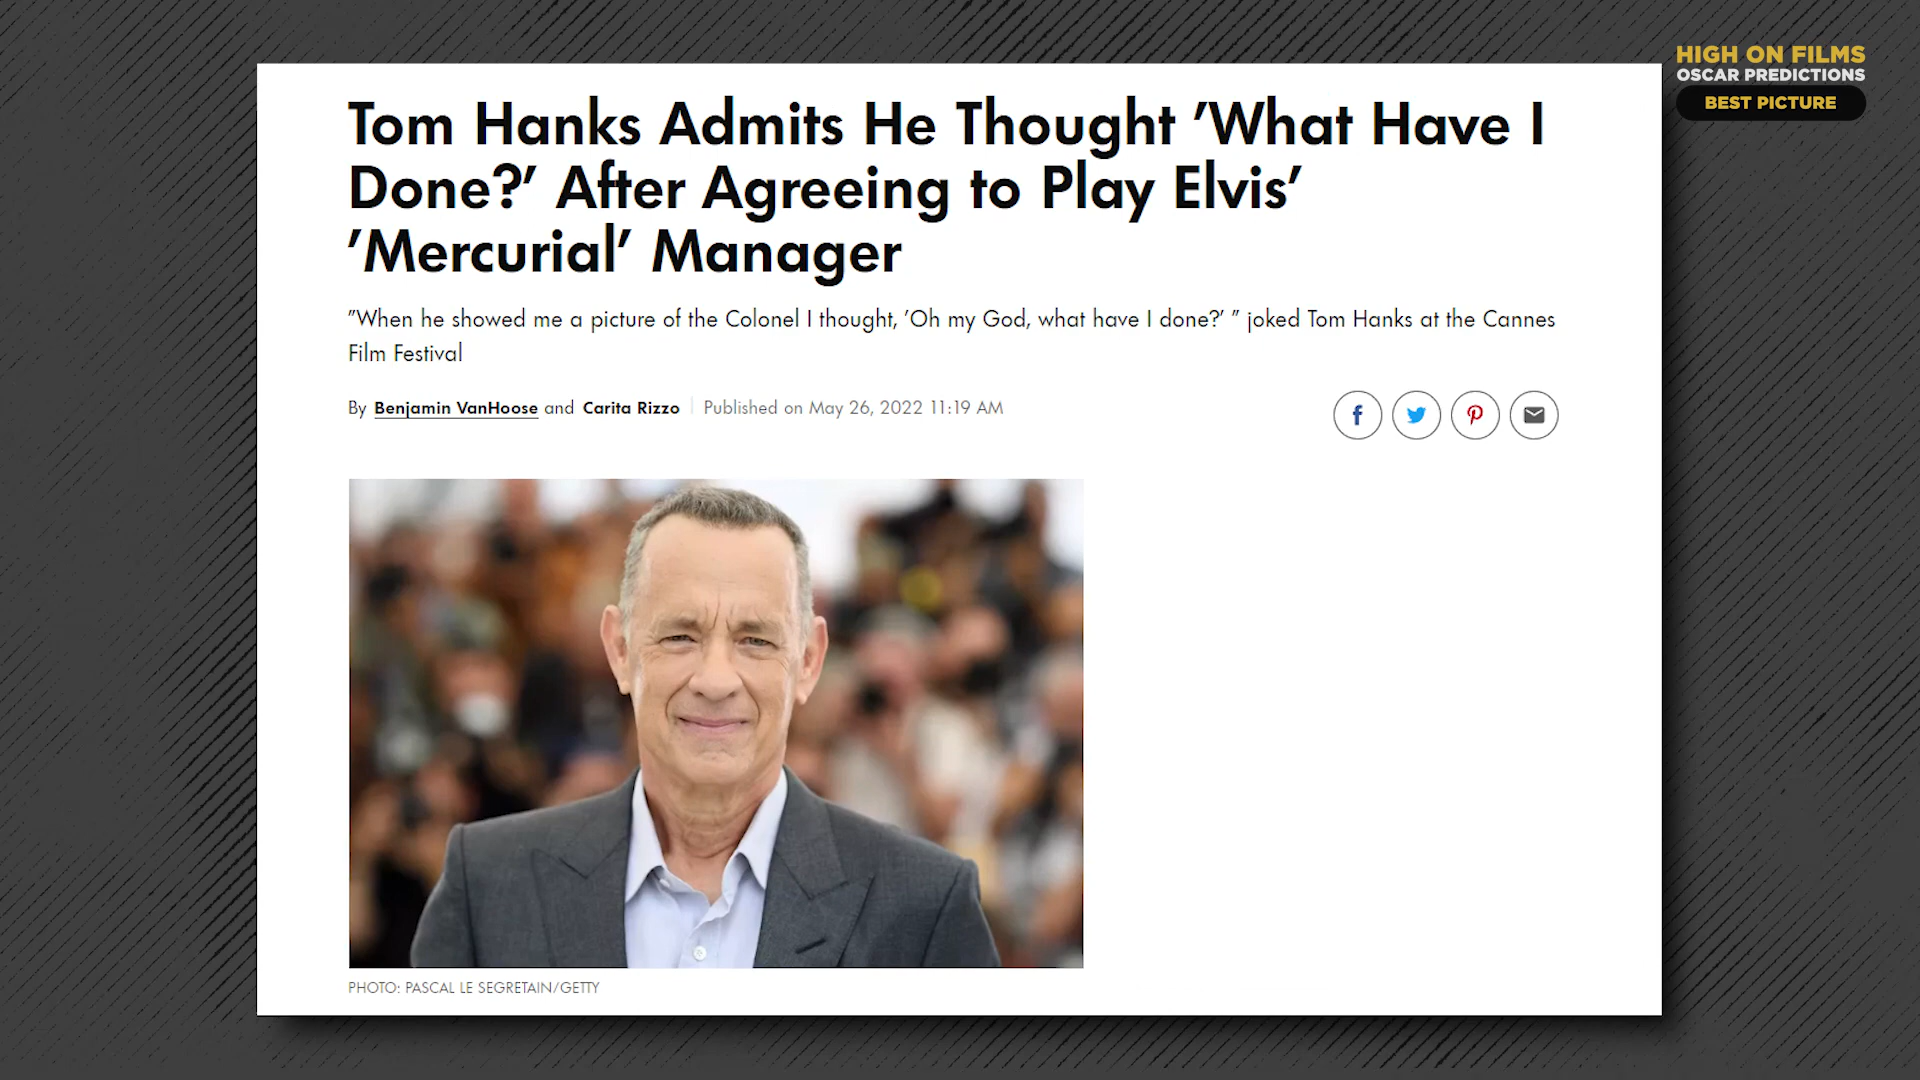 HIGH ON FILMS
OSCAR PREDICTIONS
BEST PICTURE
Tom Hanks Admits He Thought 'What Have I
Done?' After Agreeing to Play Elvis'
'Mercurial' Manager
"When he showed me a picture of the Colonel I thought, 'Oh my God, what have I done?' " joked Tom Hanks at the Cannes
Film Festival
By Benjamin VanHoose and Carita Rizzo | Published on May 26, 2022 11:19 AM
PHOTO: PASCAL LE SEGRETAIN/GETTY